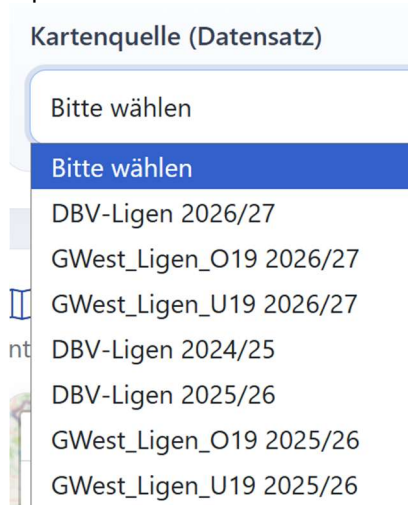 Kartenquelle (Datensatz)
Bitte wählen
Bitte wählen
DBV-Ligen 2026/27
GWest_Ligen_O19 2026/27
GWest_Ligen_U19 2026/27
nt
DBV-Ligen 2024/25
DBV-Ligen 2025/26
GWest_Ligen_O19 2025/26
GWest_Ligen_U19 2025/26